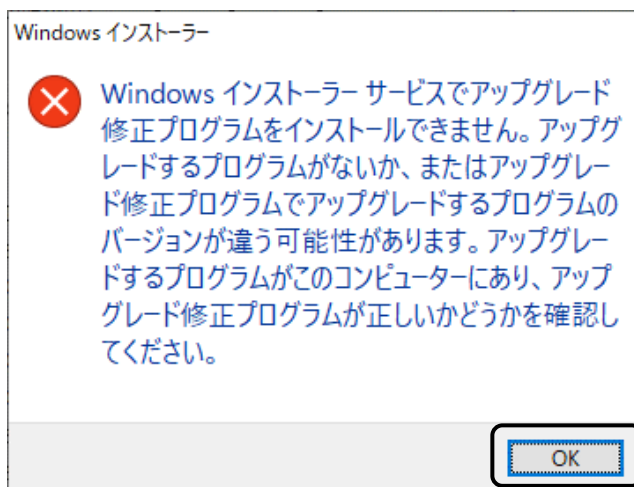 Windows インストーラー
Windows インストーラー サービスでアップグレード
修正プログラムをインストールできません。アップグ
レードするプログラムがないか、またはアップグレー
ド修正プログラムでアップグレードするプログラムの
バージョンが違う可能性があります。アップグレー
ドするプログラムがこのコンピューターにあり、アップ
グレード修正プログラムが正しいかどうかを確認し
てください。
OK